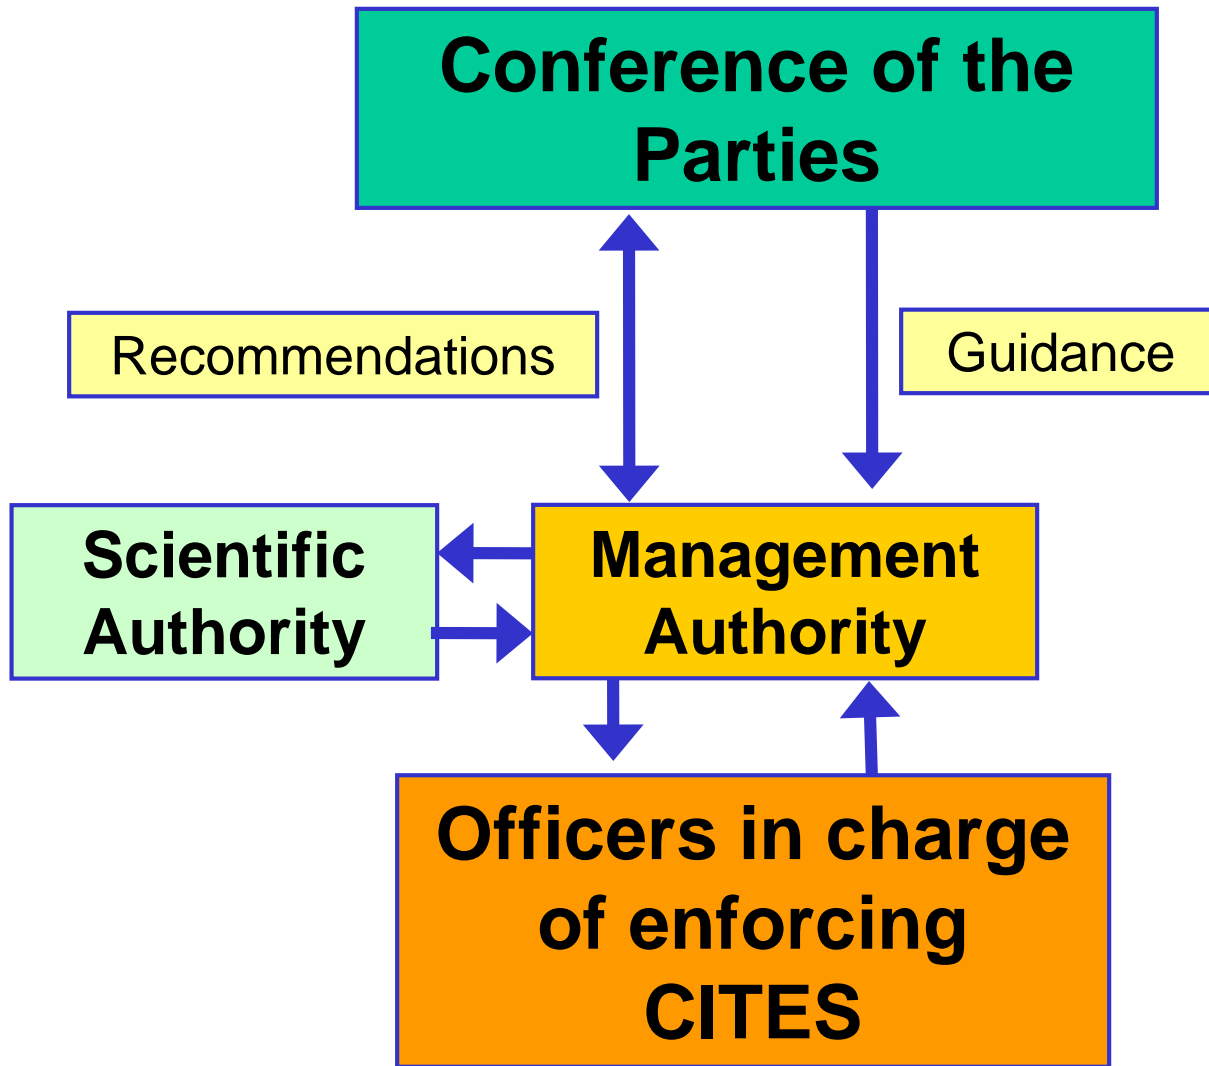 Conference of the
Parties
Recommendations
Guidance
Scientific
Authority
Management
Authority
Officers in charge
of enforcing
CITES